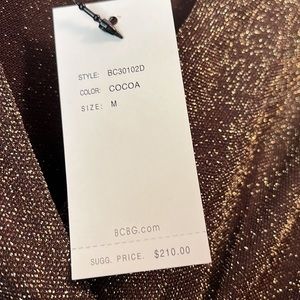 STYLE: BC30102D
COLOR: COCOA
SIZE: M
BCBG.com
SUGG. PRICE. $210.00